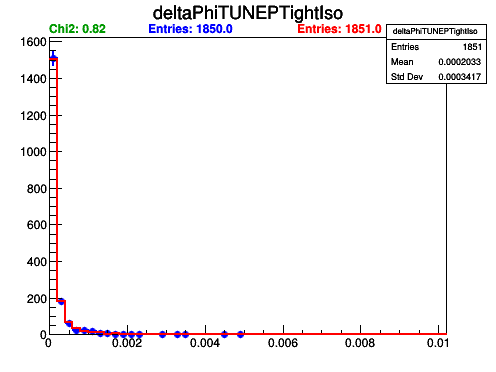 deltaPhiTUNEPTightIso
Chi2: 0.82 Entries: 1850.0 Entries: 1851.0
deltaPhiTUNEPTightIso
Entries 1851
Mean 0.0002033
Std Dev 0.0003417
1600
1400
1200
1000
800
600
400
200
0
0 0.002 0.004 0.006 0.008 0.01